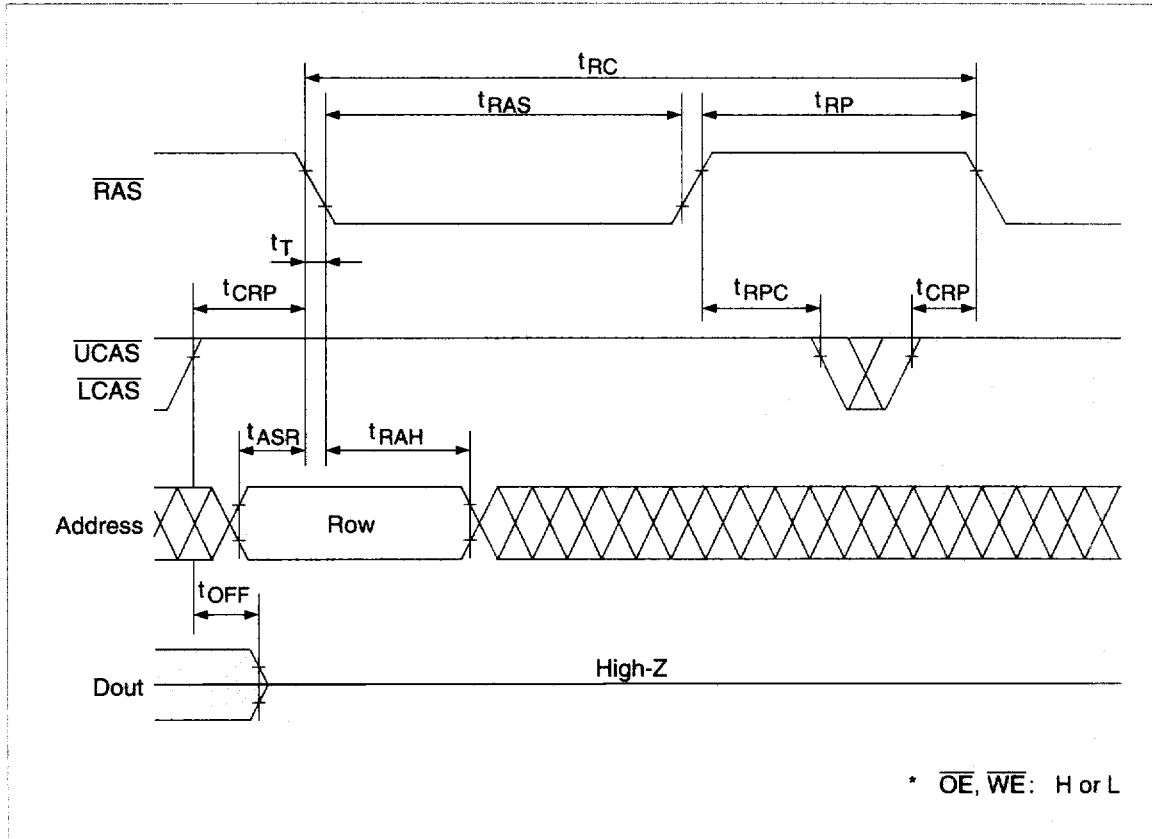 tRC
tRAS
tRP
RAS
tT
tCRP
tRPC
tCRP
UCAS
LCAS
tASR
tRAH
Address
Row
tOFF
High-Z
Dout
* OE, WE: H or L